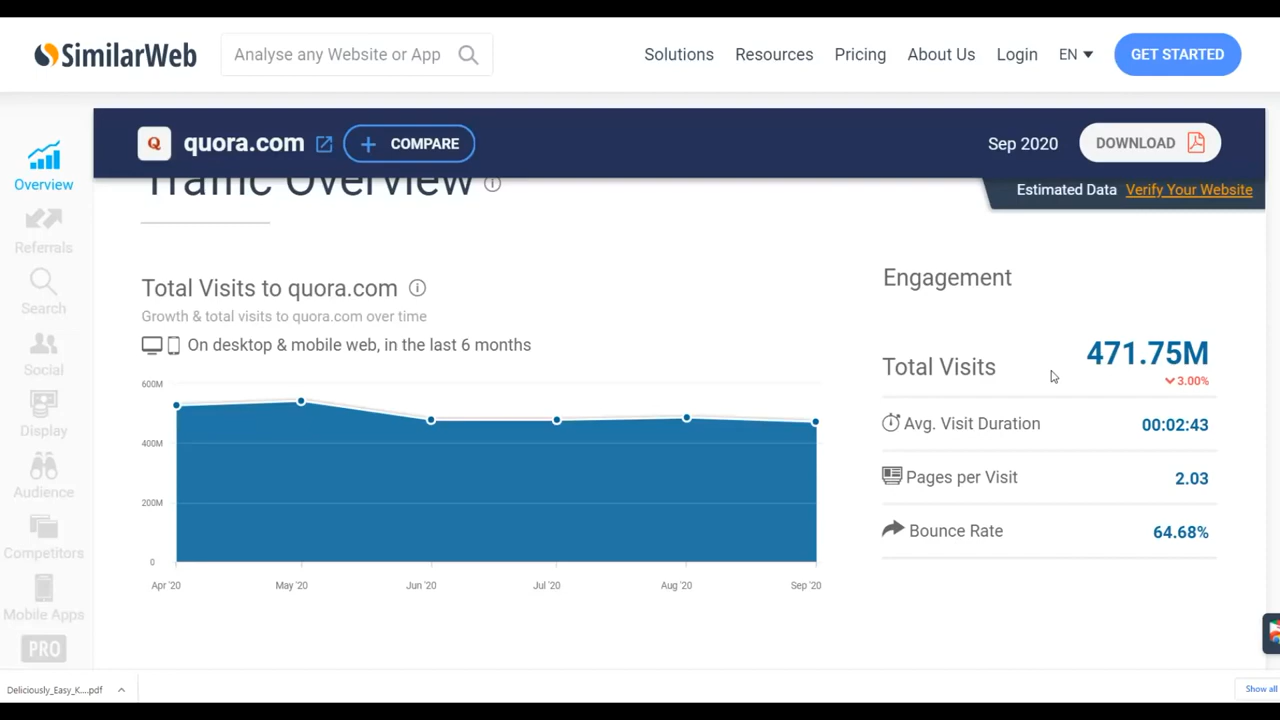 SimilarWeb
Analyse any Website or App
Solutions Resources Pricing About Us Login EN GET STARTED
Q quora.com COMPARE
Sep 2020 DOWNLOAD
Overview
Referrals
Search
Social
Display
Audience
Competitors
Mobile Apps
PRO
Traffic Overview
Estimated Data Verify Your Website
Total Visits to quora.com
Growth & total visits to quora.com over time
On desktop & mobile web, in the last 6 months
600M
400M
200M
0
Apr '20 May '20 Jun '20 Jul '20 Aug '20 Sep '20
Engagement
Total Visits 471.75M
3.00%
Avg. Visit Duration 00:02:43
Pages per Visit 2.03
Bounce Rate 64.68%
Deliciously_Easy_K....pdf
Show all